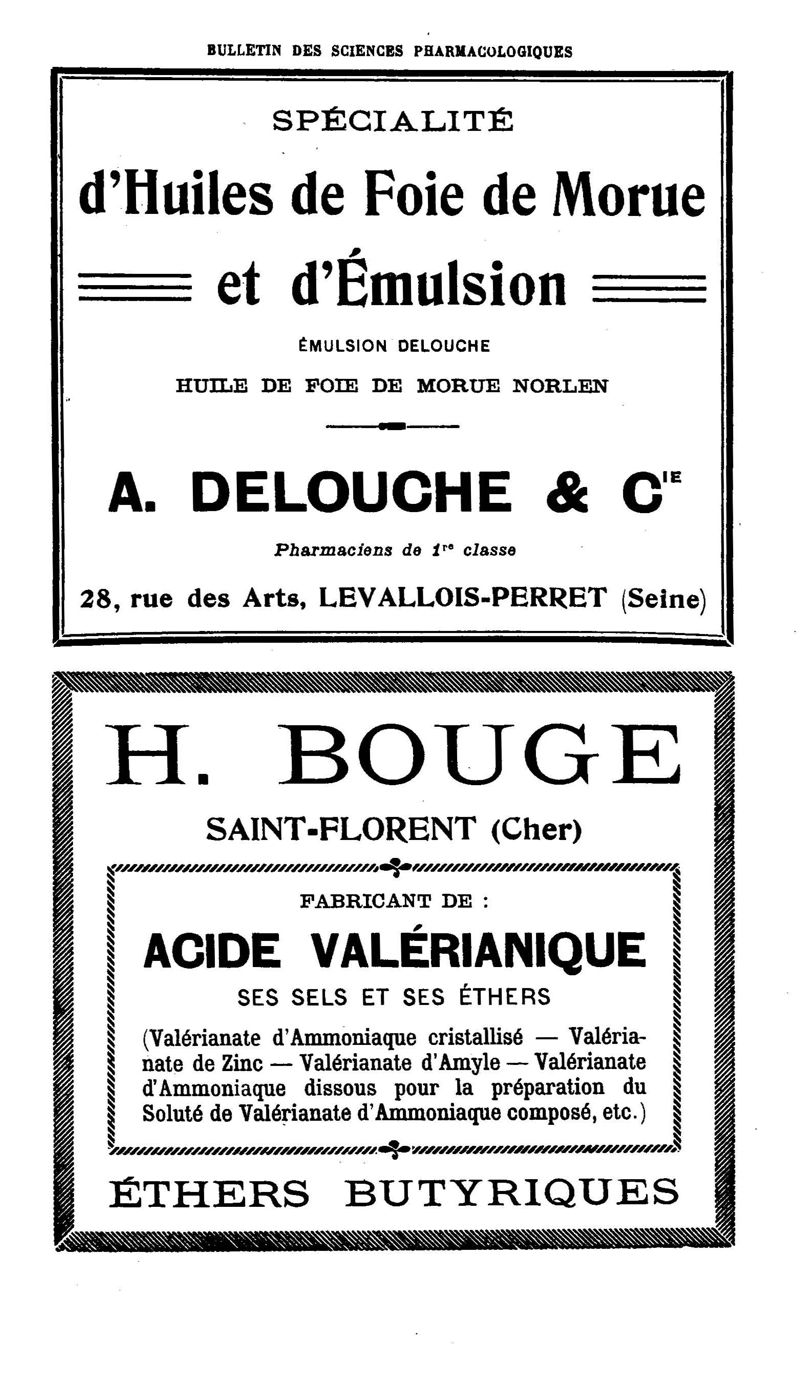 BULLETIN DES SCIENCES PHARMACOLOGIQUES
SPÉCIALITÉ
d'Huiles de Foie de Morue
et d'Émulsion
ÉMULSION DELOUCHE
HUILE DE FOIE DE MORUE NORLEN
A. DELOUCHE & CIE
Pharmaciens de 1re classe
28, rue des Arts, LEVALLOIS-PERRET (Seine)
H. BOUGE
SAINT-FLORENT (Cher)
FABRICANT DE :
ACIDE VALÉRIANIQUE
SES SELS ET SES ÉTHERS
(Valérianate d'Ammoniaque cristallisé — Valéria-
nate de Zinc — Valérianate d'Amyle — Valérianate
d'Ammoniaque dissous pour la préparation du
Soluté de Valérianate d'Ammoniaque composé, etc.)
ÉTHERS BUTYRIQUES